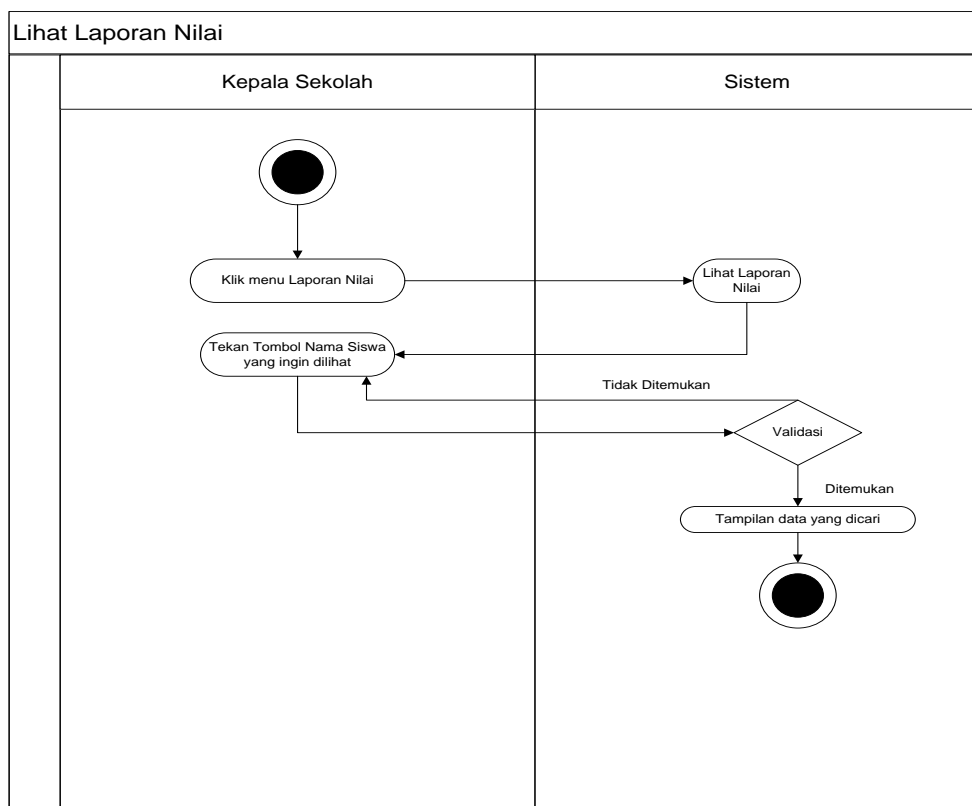 Lihat Laporan Nilai
Kepala Sekolah
Sistem
Klik menu Laporan Nilai
Lihat Laporan
Nilai
Tekan Tombol Nama Siswa
yang ingin dilihat
Tidak Ditemukan
Validasi
Ditemukan
Tampilan data yang dicari